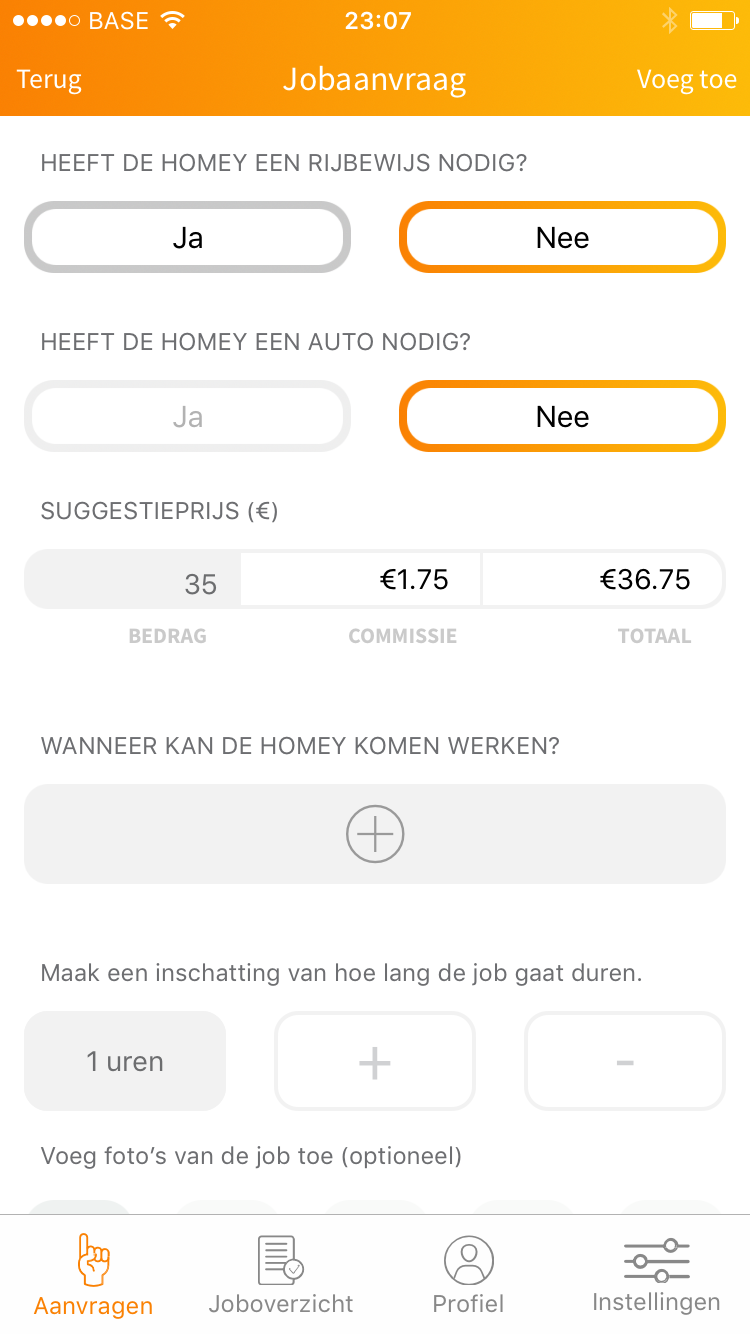 BASE 23:07
Terug Jobaanvraag Voeg toe
HEEFT DE HOMEY EEN RIJBEWIJS NODIG?
Ja Nee
HEEFT DE HOMEY EEN AUTO NODIG?
Ja Nee
SUGGESTIEPRIJS (€)
35 €1.75 €36.75
BEDRAG COMMISSIE TOTAAL
WANNEER KAN DE HOMEY KOMEN WERKEN?
Maak een inschatting van hoe lang de job gaat duren.
1 uren + -
Voeg foto’s van de job toe (optioneel)
Aanvragen Joboverzicht Profiel Instellingen